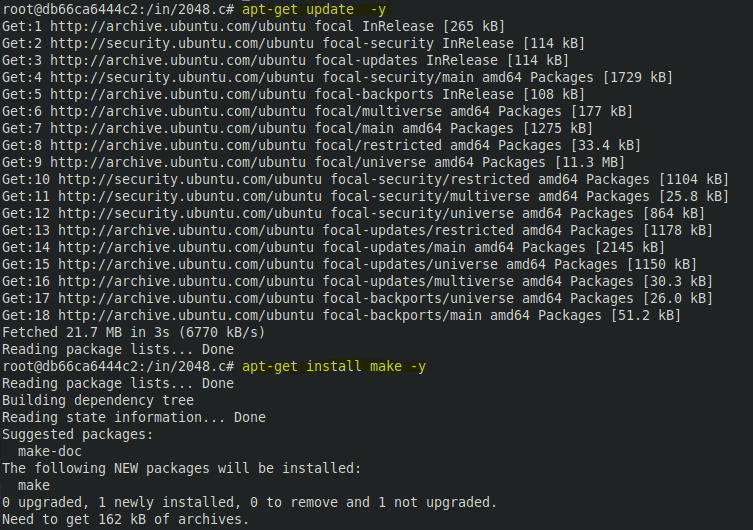 root@db66ca6444c2:/in/2048.c# apt-get update  -y
Get:1 http://archive.ubuntu.com/ubuntu focal InRelease [265 kB]
Get:2 http://security.ubuntu.com/ubuntu focal-security InRelease [114 kB]
Get:3 http://archive.ubuntu.com/ubuntu focal-updates InRelease [114 kB]
Get:4 http://security.ubuntu.com/ubuntu focal-security/main amd64 Packages [1729 kB]
Get:5 http://archive.ubuntu.com/ubuntu focal-backports InRelease [108 kB]
Get:6 http://archive.ubuntu.com/ubuntu focal/multiverse amd64 Packages [177 kB]
Get:7 http://archive.ubuntu.com/ubuntu focal/main amd64 Packages [1275 kB]
Get:8 http://archive.ubuntu.com/ubuntu focal/restricted amd64 Packages [33.4 kB]
Get:9 http://archive.ubuntu.com/ubuntu focal/universe amd64 Packages [11.3 MB]
Get:10 http://security.ubuntu.com/ubuntu focal-security/restricted amd64 Packages [1104 kB]
Get:11 http://security.ubuntu.com/ubuntu focal-security/multiverse amd64 Packages [25.8 kB]
Get:12 http://security.ubuntu.com/ubuntu focal-security/universe amd64 Packages [864 kB]
Get:13 http://archive.ubuntu.com/ubuntu focal-updates/restricted amd64 Packages [1178 kB]
Get:14 http://archive.ubuntu.com/ubuntu focal-updates/main amd64 Packages [2145 kB]
Get:15 http://archive.ubuntu.com/ubuntu focal-updates/universe amd64 Packages [1150 kB]
Get:16 http://archive.ubuntu.com/ubuntu focal-updates/multiverse amd64 Packages [30.3 kB]
Get:17 http://archive.ubuntu.com/ubuntu focal-backports/universe amd64 Packages [26.0 kB]
Get:18 http://archive.ubuntu.com/ubuntu focal-backports/main amd64 Packages [51.2 kB]
Fetched 21.7 MB in 3s (6770 kB/s)
Reading package lists... Done
root@db66ca6444c2:/in/2048.c# apt-get install make -y
Reading package lists... Done
Building dependency tree
Reading state information... Done
Suggested packages:
  make-doc
The following NEW packages will be installed:
  make
0 upgraded, 1 newly installed, 0 to remove and 1 not upgraded.
Need to get 162 kB of archives.